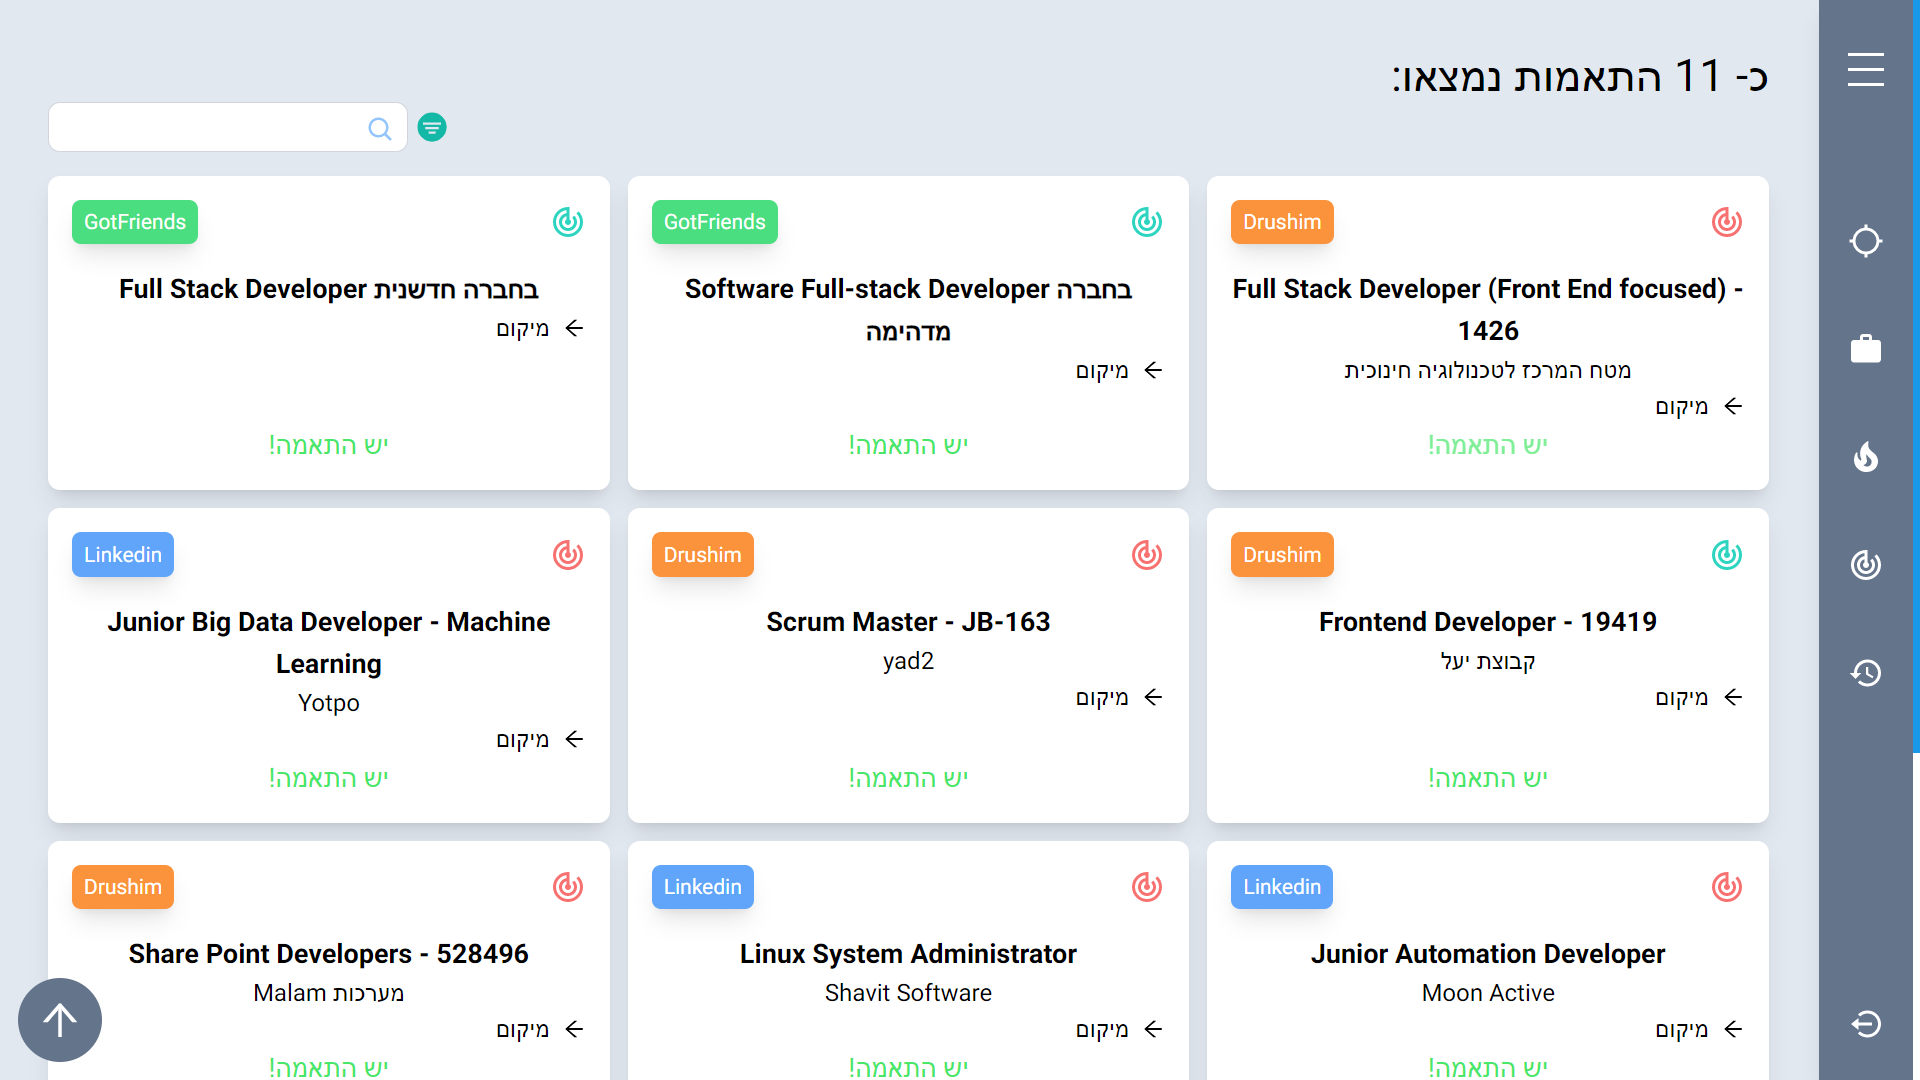 כ- 11 התאמות נמצאו:
Drushim
Full Stack Developer (Front End focused) -
1426
מטח המרכז לטכנולוגיה חינוכית
מיקום
יש התאמה!
GotFriends
Software Full-stack Developer בחברה
מדהימה
מיקום
יש התאמה!
GotFriends
Full Stack Developer בחברה חדשנית
מיקום
יש התאמה!
Drushim
Frontend Developer - 19419
קבוצת יעל
מיקום
יש התאמה!
Drushim
Scrum Master - JB-163
yad2
מיקום
יש התאמה!
Linkedin
Junior Big Data Developer - Machine
Learning
Yotpo
מיקום
יש התאמה!
Linkedin
Junior Automation Developer
Moon Active
מיקום
יש התאמה!
Linkedin
Linux System Administrator
Shavit Software
מיקום
יש התאמה!
Drushim
Share Point Developers - 528496
Malam מערכות
מיקום
יש התאמה!